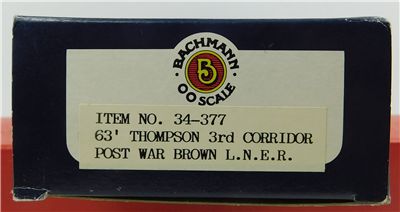 BACHMANN
OO SCALE
ITEM NO. 34-377
63' THOMPSON 3rd CORRIDOR
POST WAR BROWN L.N.E.R.